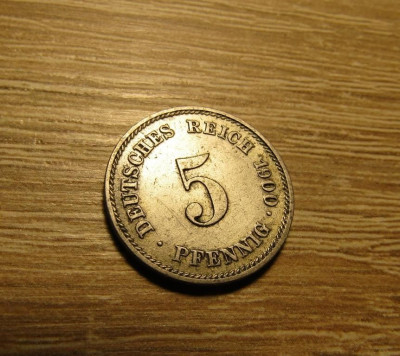 DEUTSCHES REICH 1900.
5
· PFENNIG